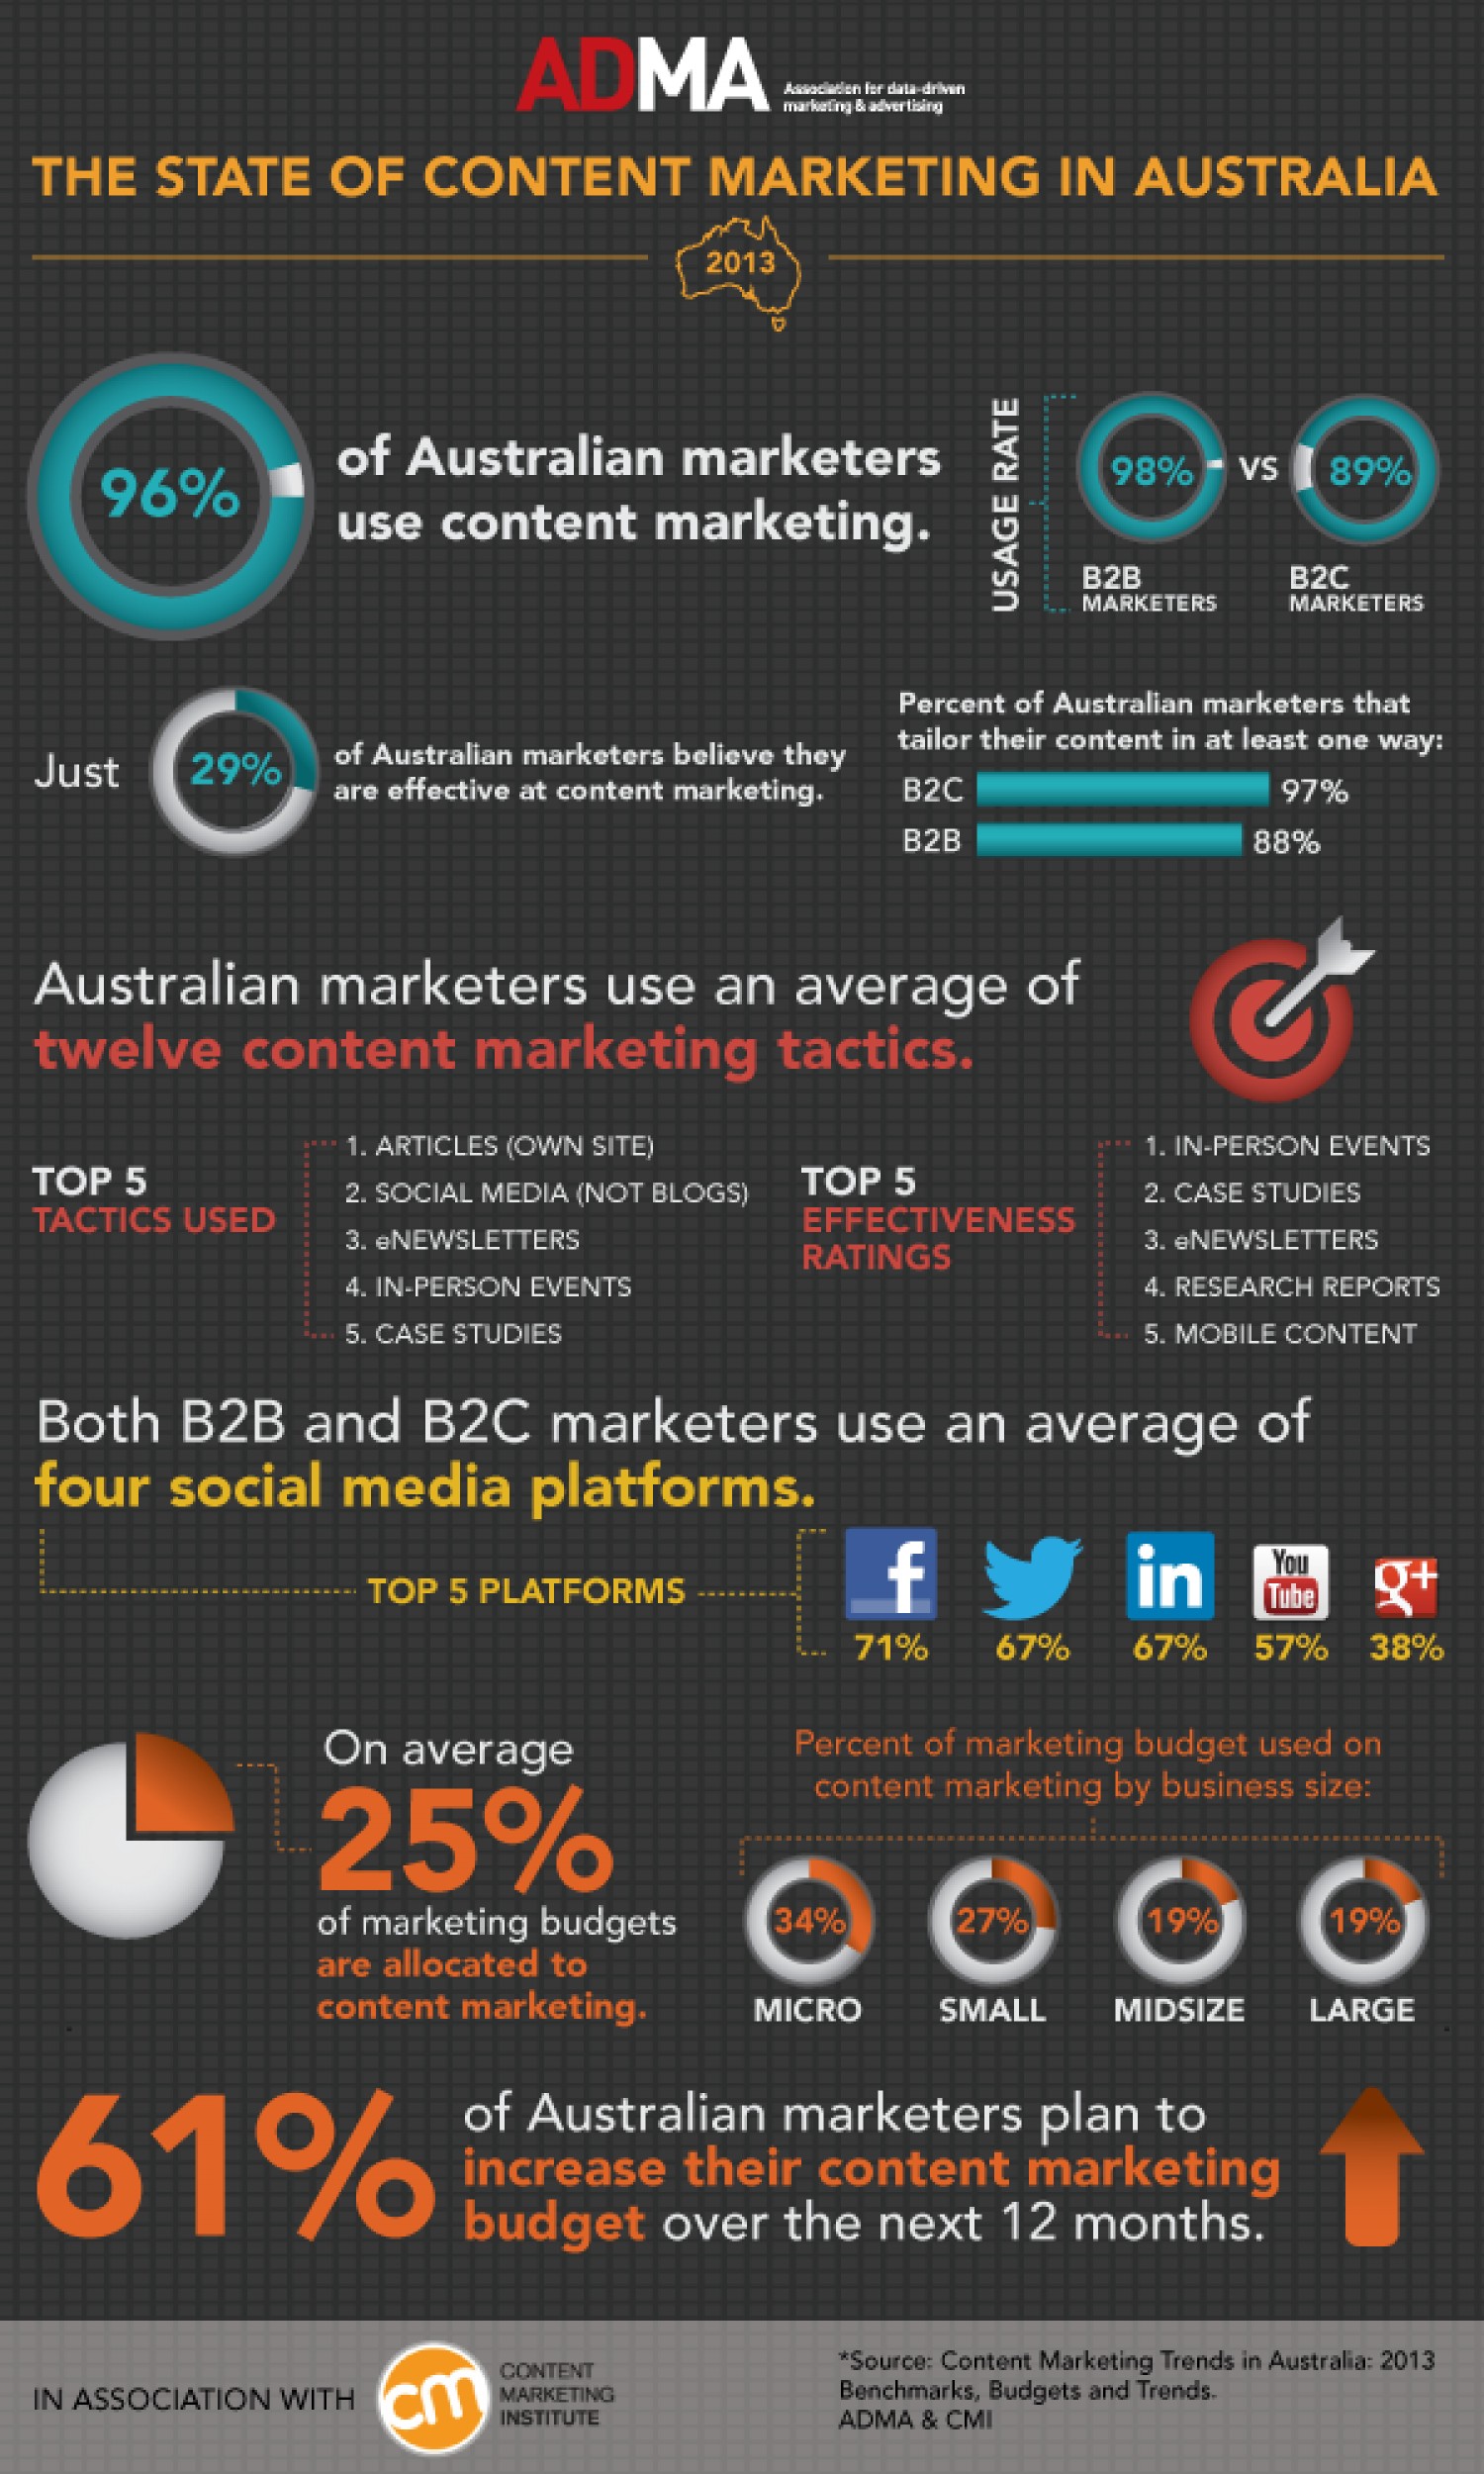 ADMA
Association for data-driven
marketing & advertising
THE STATE OF CONTENT MARKETING IN AUSTRALIA
2013
96%
of Australian marketers
use content marketing.
USAGE RATE
98%
VS
89%
B2B
MARKETERS
B2C
MARKETERS
Just
29%
of Australian marketers believe they
are effective at content marketing.
Percent of Australian marketers that
tailor their content in at least one way:
B2C 97%
B2B 88%
Australian marketers use an average of
twelve content marketing tactics.
TOP 5
TACTICS USED
1. ARTICLES (OWN SITE)
2. SOCIAL MEDIA (NOT BLOGS)
3. eNEWSLETTERS
4. IN-PERSON EVENTS
5. CASE STUDIES
TOP 5
EFFECTIVENESS
RATINGS
1. IN-PERSON EVENTS
2. CASE STUDIES
3. eNEWSLETTERS
4. RESEARCH REPORTS
5. MOBILE CONTENT
Both B2B and B2C marketers use an average of
four social media platforms.
TOP 5 PLATFORMS
f
in
You
Tube
g+
71% 67% 67% 57% 38%
On average
25%
of marketing budgets
are allocated to
content marketing.
Percent of marketing budget used on
content marketing by business size:
34% 27% 19% 19%
MICRO SMALL MIDSIZE LARGE
61%
of Australian marketers plan to
increase their content marketing
budget over the next 12 months.
IN ASSOCIATION WITH
cm
CONTENT
MARKETING
INSTITUTE
*Source: Content Marketing Trends in Australia: 2013
Benchmarks, Budgets and Trends.
ADMA & CMI